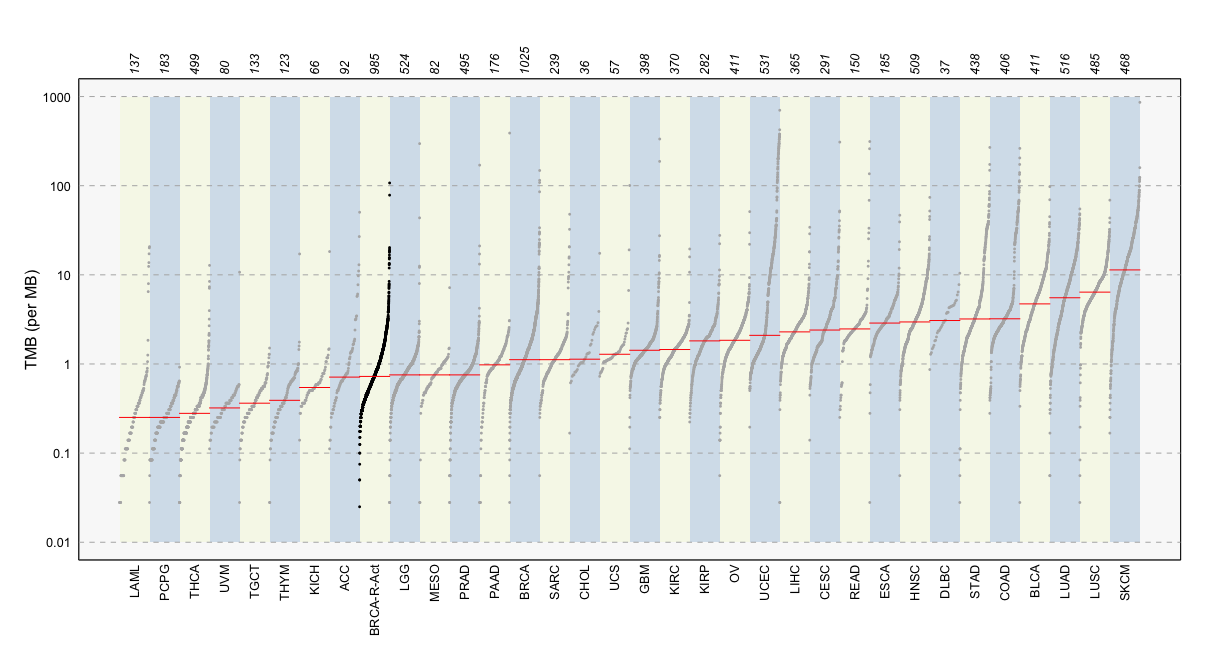 137 183 499 80 133 123 66 92 985 524 82 495 176 1025 239 36 57 398 370 282 411 531 365 291 150 185 509 37 438 406 411 516 485 468
1000
100
10
1
0.1
0.01
TMB (per MB)
LAML PCPG THCA UVM TGCT THYM KICH ACC BRCA-R-Act LGG MESO PRAD PAAD BRCA SARC CHOL UCS GBM KIRC KIRP OV UCEC LIHC CESC READ ESCA HNSC DLBC STAD COAD BLCA LUAD LUSC SKCM